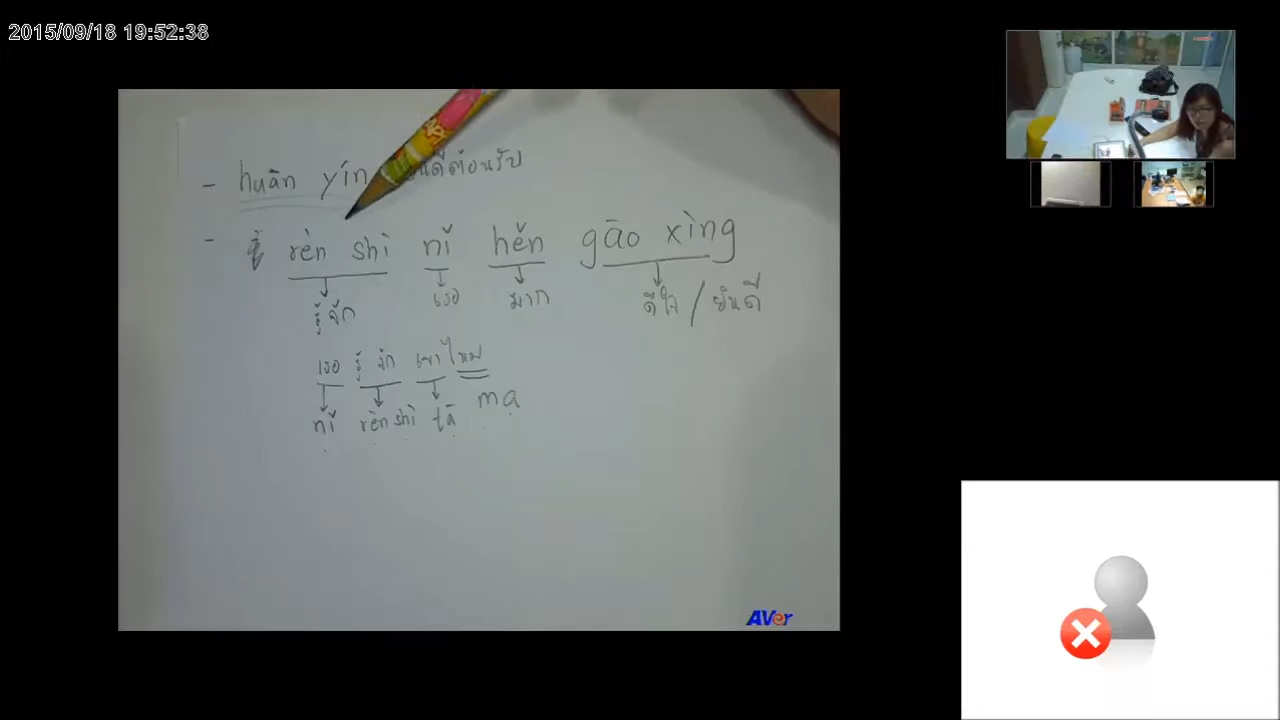 2015/09/18 19:52:38
- huān yín ยินดีต้อนรับ
- rèn shi nǐ hěn gāo xìng
รู้จัก เธอ มาก ดีใจ / ยินดี
เธอ รู้จัก เขา ไหม
nǐ rèn shi tā ma
AVer